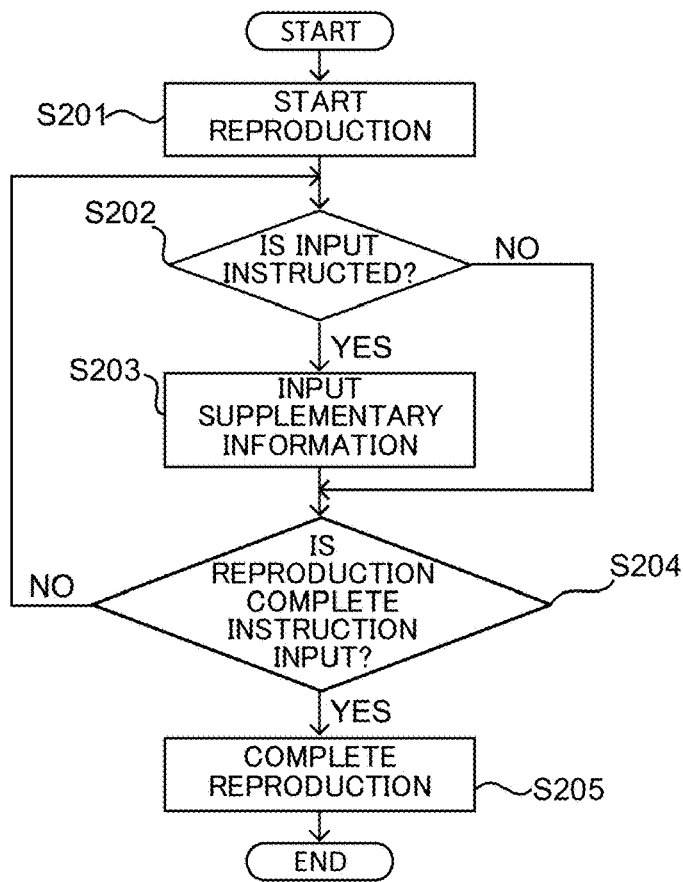 START
S201
START
REPRODUCTION
S202
IS INPUT
INSTRUCTED?
NO
YES
S203
INPUT
SUPPLEMENTARY
INFORMATION
IS
REPRODUCTION
COMPLETE
INSTRUCTION
INPUT?
S204
NO
YES
COMPLETE
REPRODUCTION
S205
END